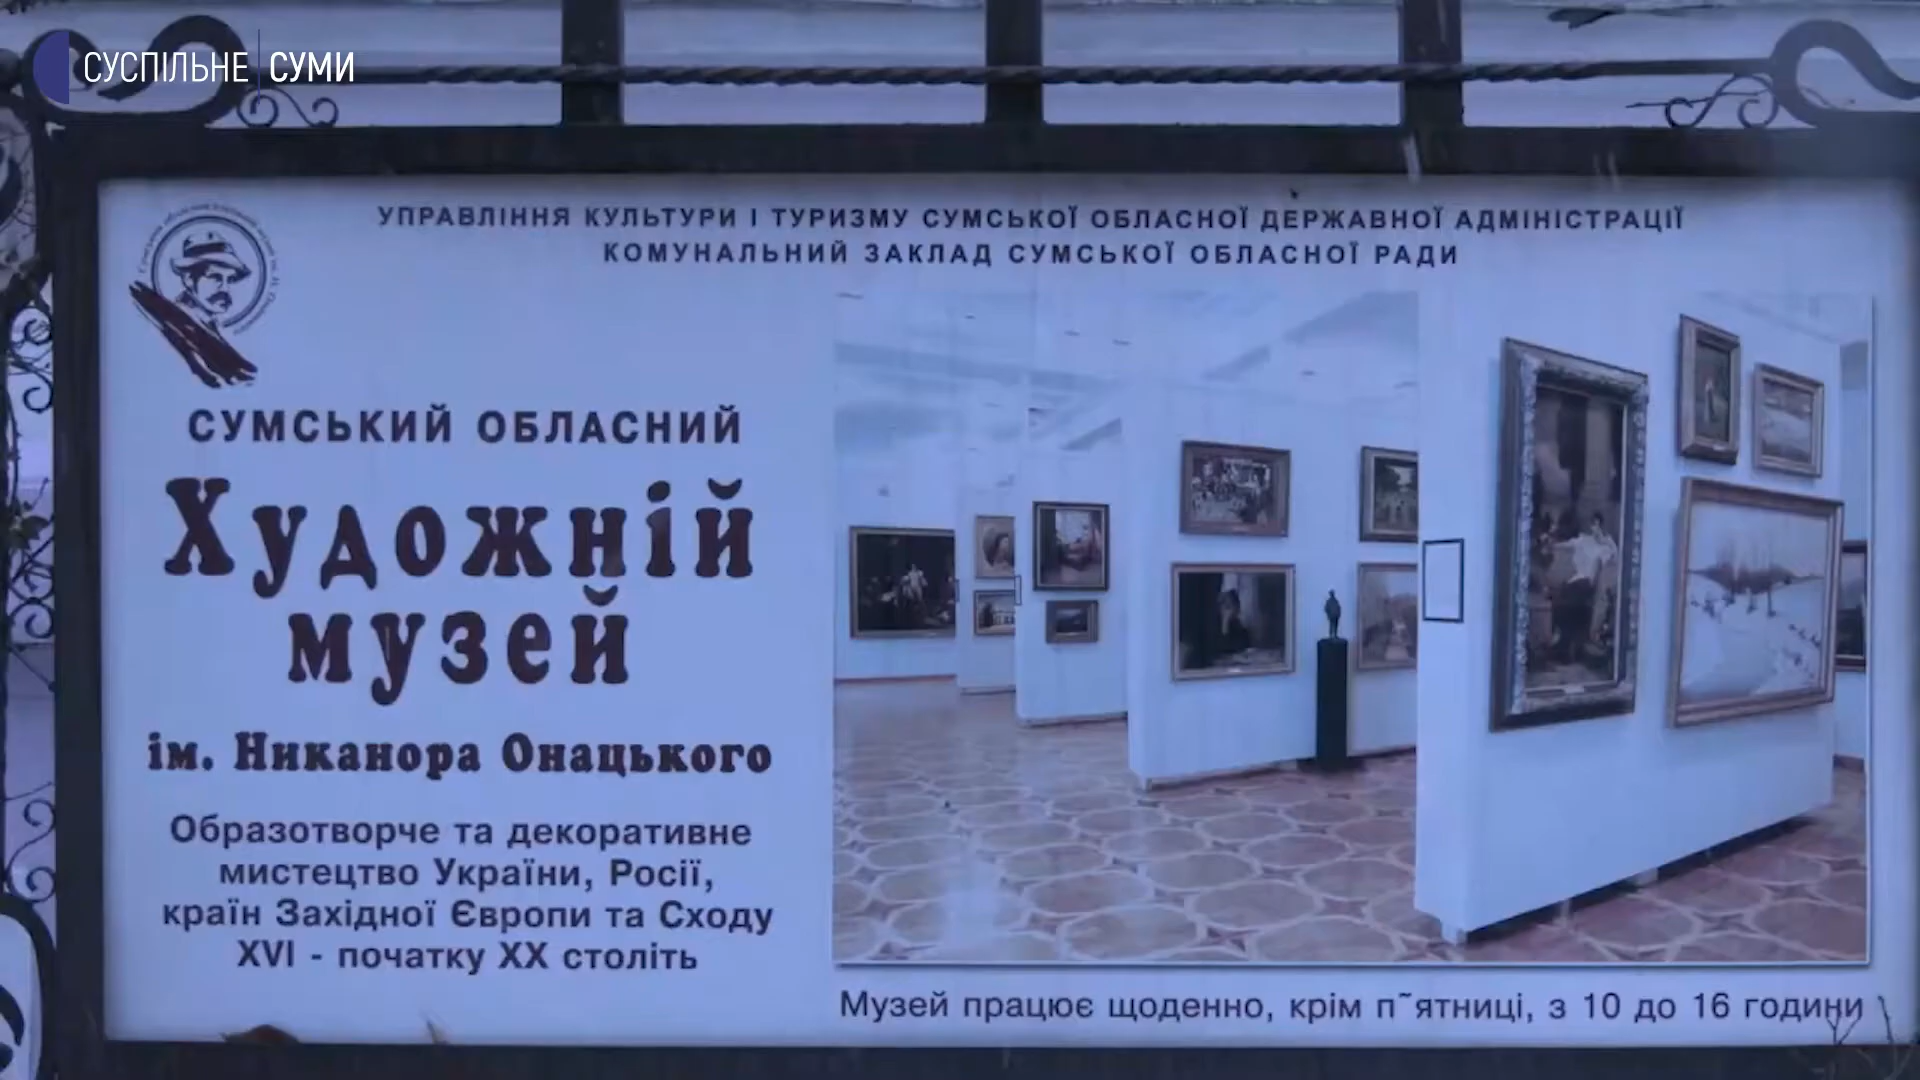 СУСПІЛЬНЕ СУМИ
УПРАВЛІННЯ КУЛЬТУРИ І ТУРИЗМУ СУМСЬКОЇ ОБЛАСНОЇ ДЕРЖАВНОЇ АДМІНІСТРАЦІЇ
КОМУНАЛЬНИЙ ЗАКЛАД СУМСЬКОЇ ОБЛАСНОЇ РАДИ
СУМСЬКИЙ ОБЛАСНИЙ
Художній
музей
ім. Никанора Онацького
Образотворче та декоративне
мистецтво України, Росії,
країн Західної Європи та Сходу
XVI - початку XX століть
Музей працює щоденно, крім п˜ятниці, з 10 до 16 години